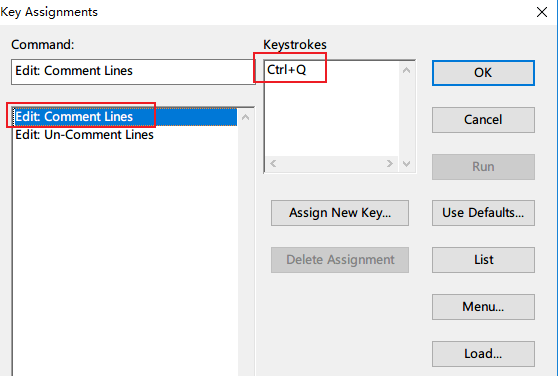 Key Assignments
Command:
Keystrokes
Edit: Comment Lines
Ctrl+Q
OK
Edit: Comment Lines
Edit: Un-Comment Lines
Cancel
Run
Assign New Key...
Use Defaults...
Delete Assignment
List
Menu...
Load...